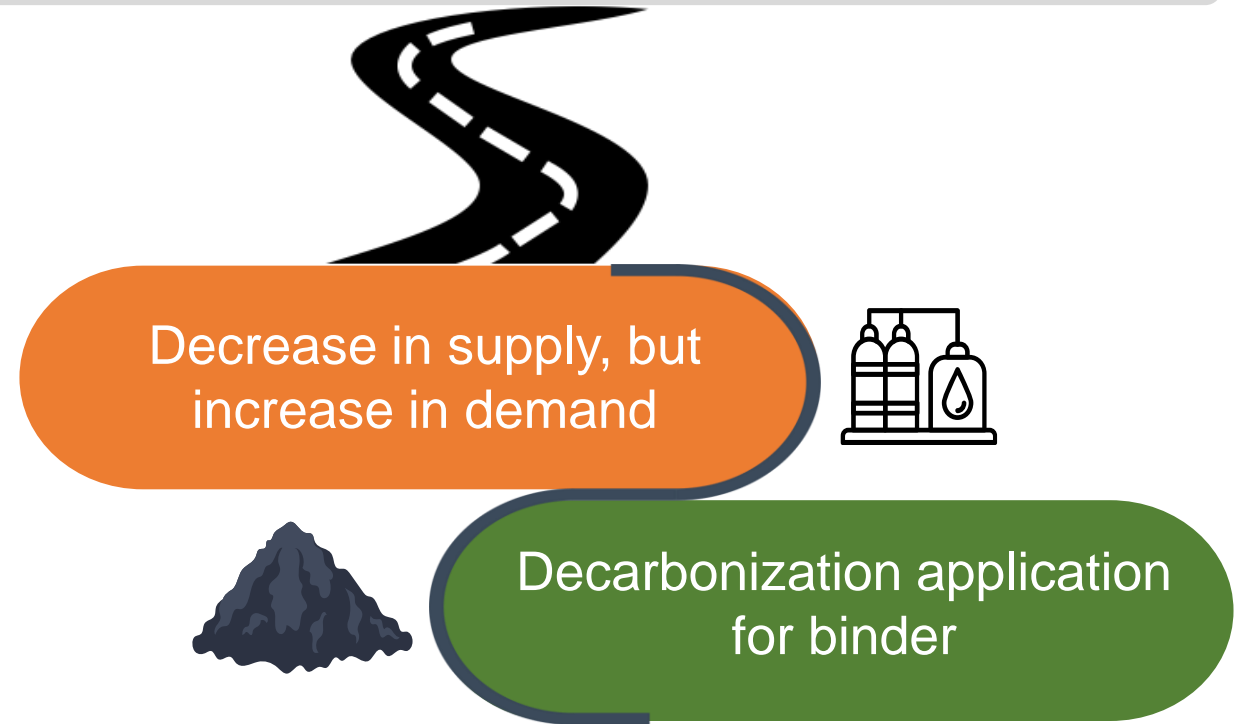 Decrease in supply, but
increase in demand
Decarbonization application
for binder